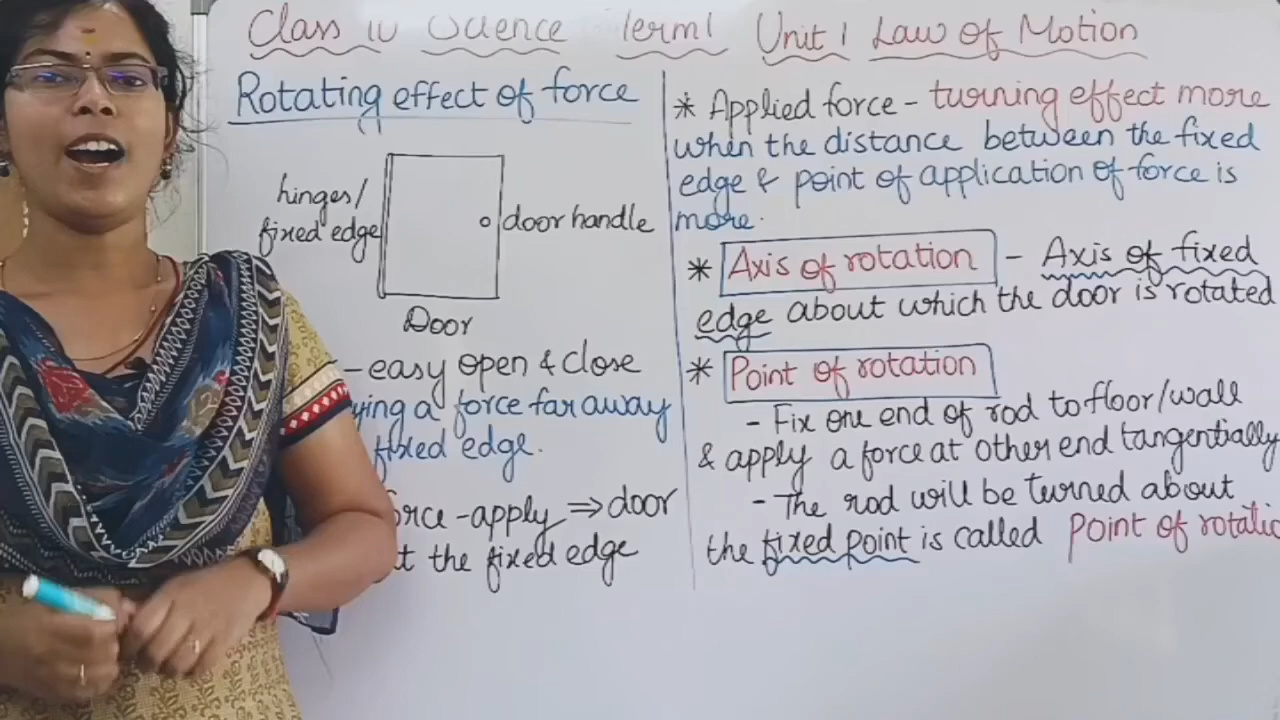 Class IV Science Term 1 Unit 1 Law of Motion
Rotating effect of force
hinges/
fixed edge
door handle
Door
- easy open & close
ying a force far away
fixed edge.
orce - apply ⇒ door
t the fixed edge
* Applied force - turning effect more
when the distance between the fixed
edge & point of application of force is
more.
* Axis of rotation - Axis of fixed
edge about which the door is rotated
* Point of rotation
- Fix one end of rod to floor/wall
& apply a force at other end tangentially
- The rod will be turned about
the fixed point is called Point of rotatio